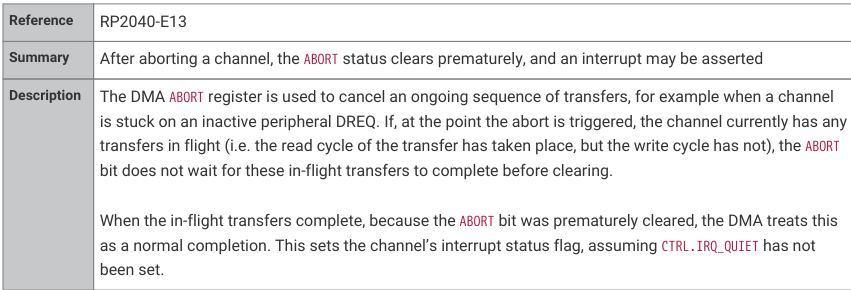 Reference RP2040-E13
Summary After aborting a channel, the ABORT status clears prematurely, and an interrupt may be asserted
Description The DMA ABORT register is used to cancel an ongoing sequence of transfers, for example when a channel
is stuck on an inactive peripheral DREQ. If, at the point the abort is triggered, the channel currently has any
transfers in flight (i.e. the read cycle of the transfer has taken place, but the write cycle has not), the ABORT
bit does not wait for these in-flight transfers to complete before clearing.
When the in-flight transfers complete, because the ABORT bit was prematurely cleared, the DMA treats this
as a normal completion. This sets the channel's interrupt status flag, assuming CTRL.IRQ_QUIET has not
been set.